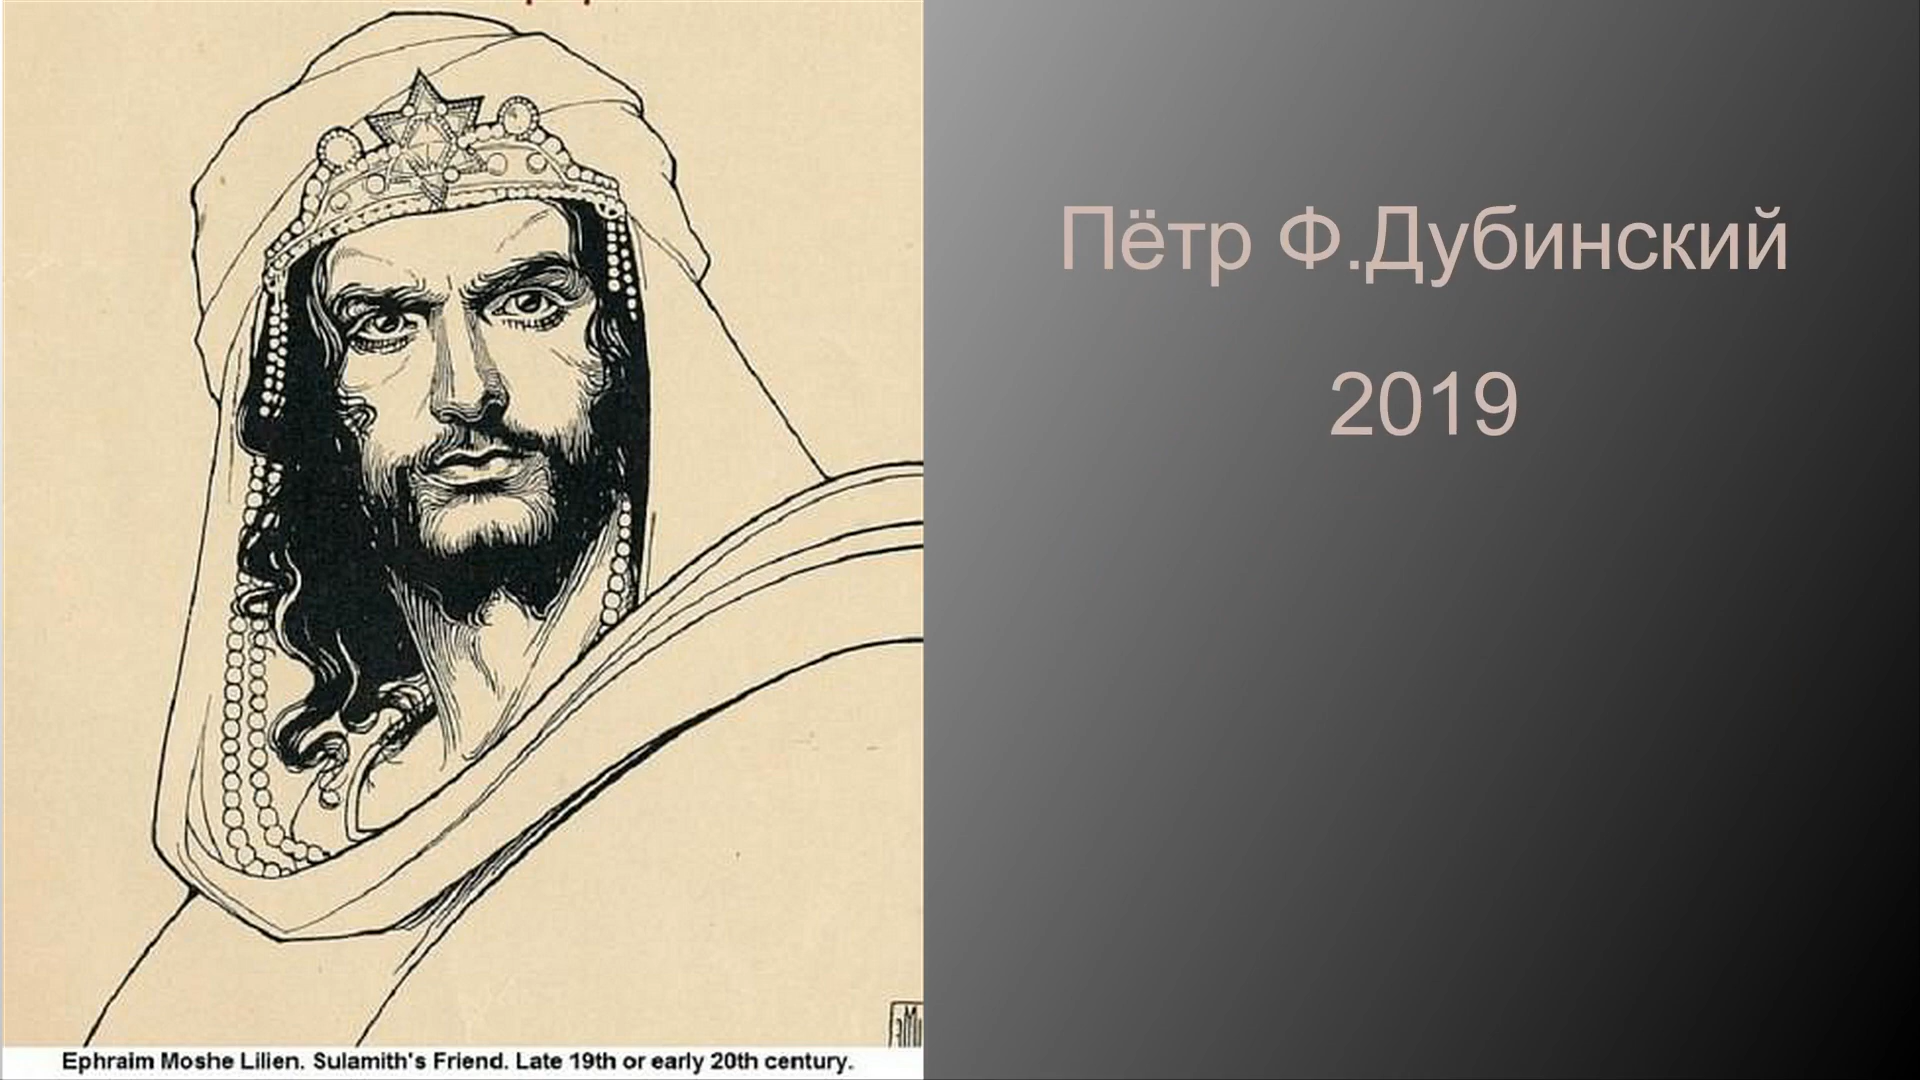 Пётр Ф.Дубинский
2019
Ephraim Moshe Lilien. Sulamith's Friend. Late 19th or early 20th century.